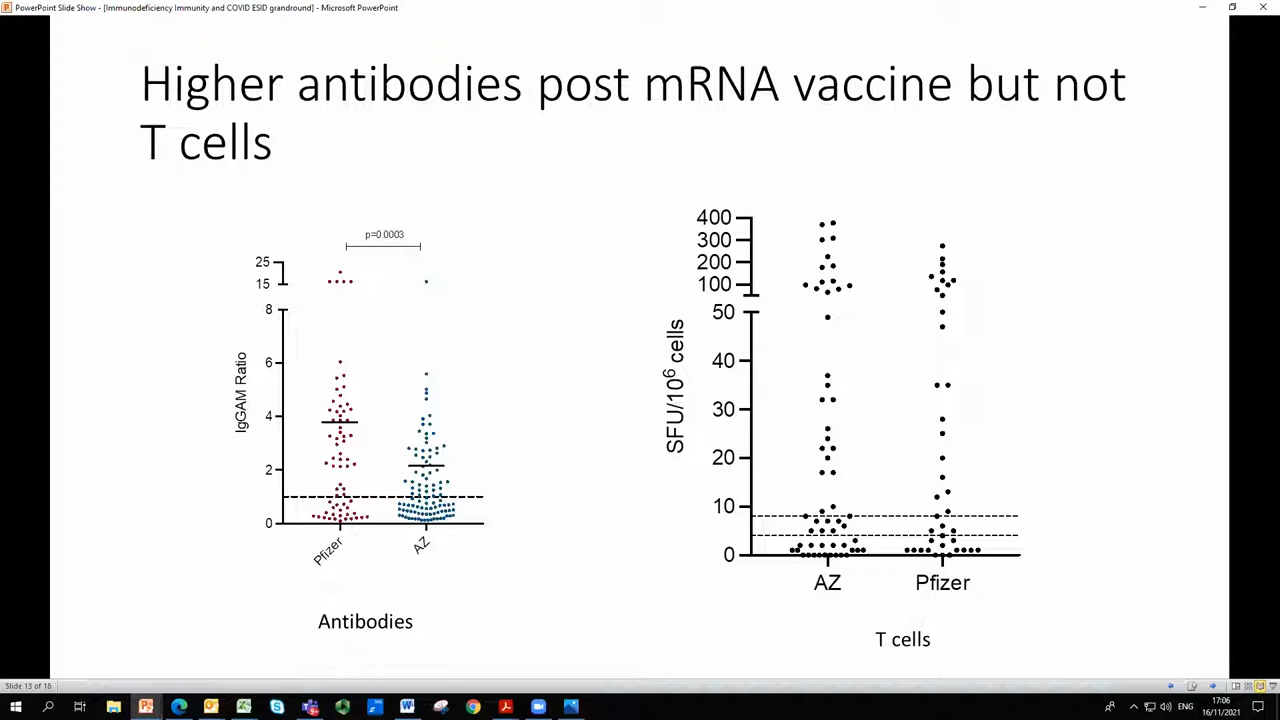 PowerPoint Slide Show - [Immunodeficiency Immunity and COVID ESID grandround] - Microsoft PowerPoint
Higher antibodies post mRNA vaccine but not
T cells
p=0.0003
25
15
8
6
4
2
0
IgGAM Ratio
Pfizer
AZ
Antibodies
400
300
200
100
50
40
30
20
10
0
SFU/10⁶ cells
AZ
Pfizer
T cells
Slide 13 of 18
ENG
17:06
16/11/2021